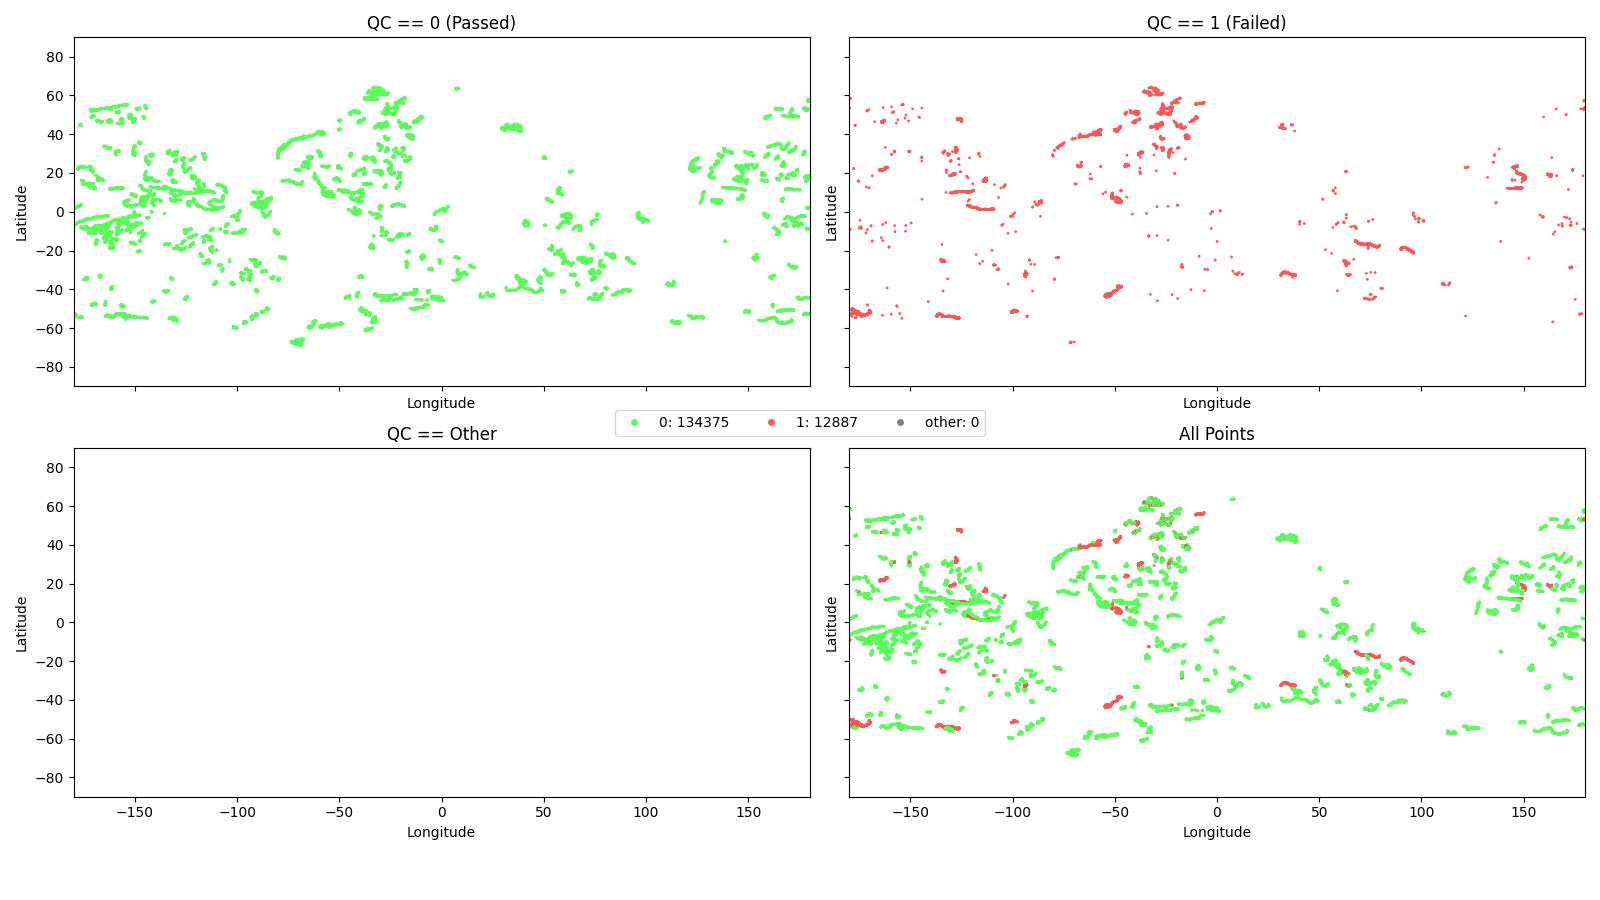 QC == 0 (Passed)
QC == 1 (Failed)
80
60
40
20
0
−20
−40
−60
−80
Latitude
Latitude
Longitude
Longitude
0: 134375 1: 12887 other: 0
QC == Other
All Points
80
60
40
20
0
−20
−40
−60
−80
Latitude
Latitude
−150 −100 −50 0 50 100 150
−150 −100 −50 0 50 100 150
Longitude
Longitude